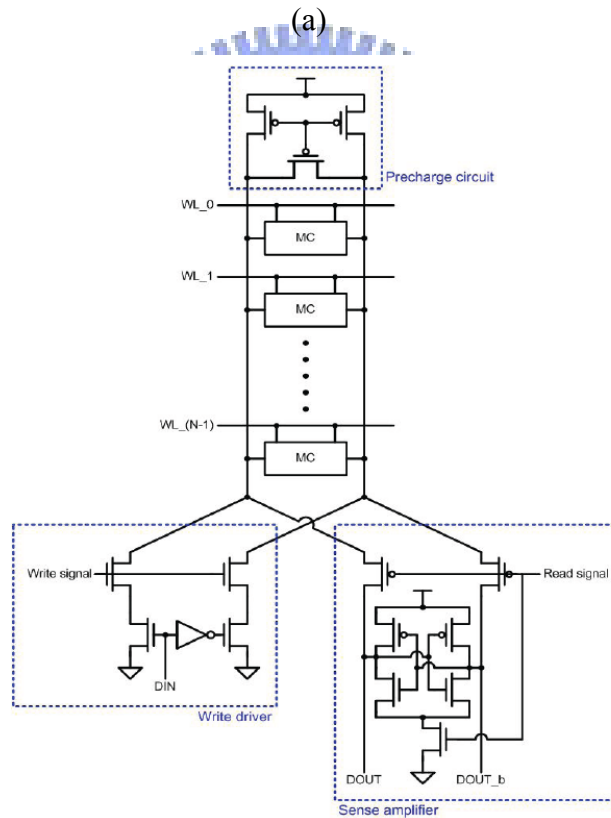 (a)
Precharge circuit
WL_0
MC
WL_1
MC
WL_(N-1)
MC
Write signal
Read signal
DIN
Write driver
DOUT
DOUT_b
Sense amplifier